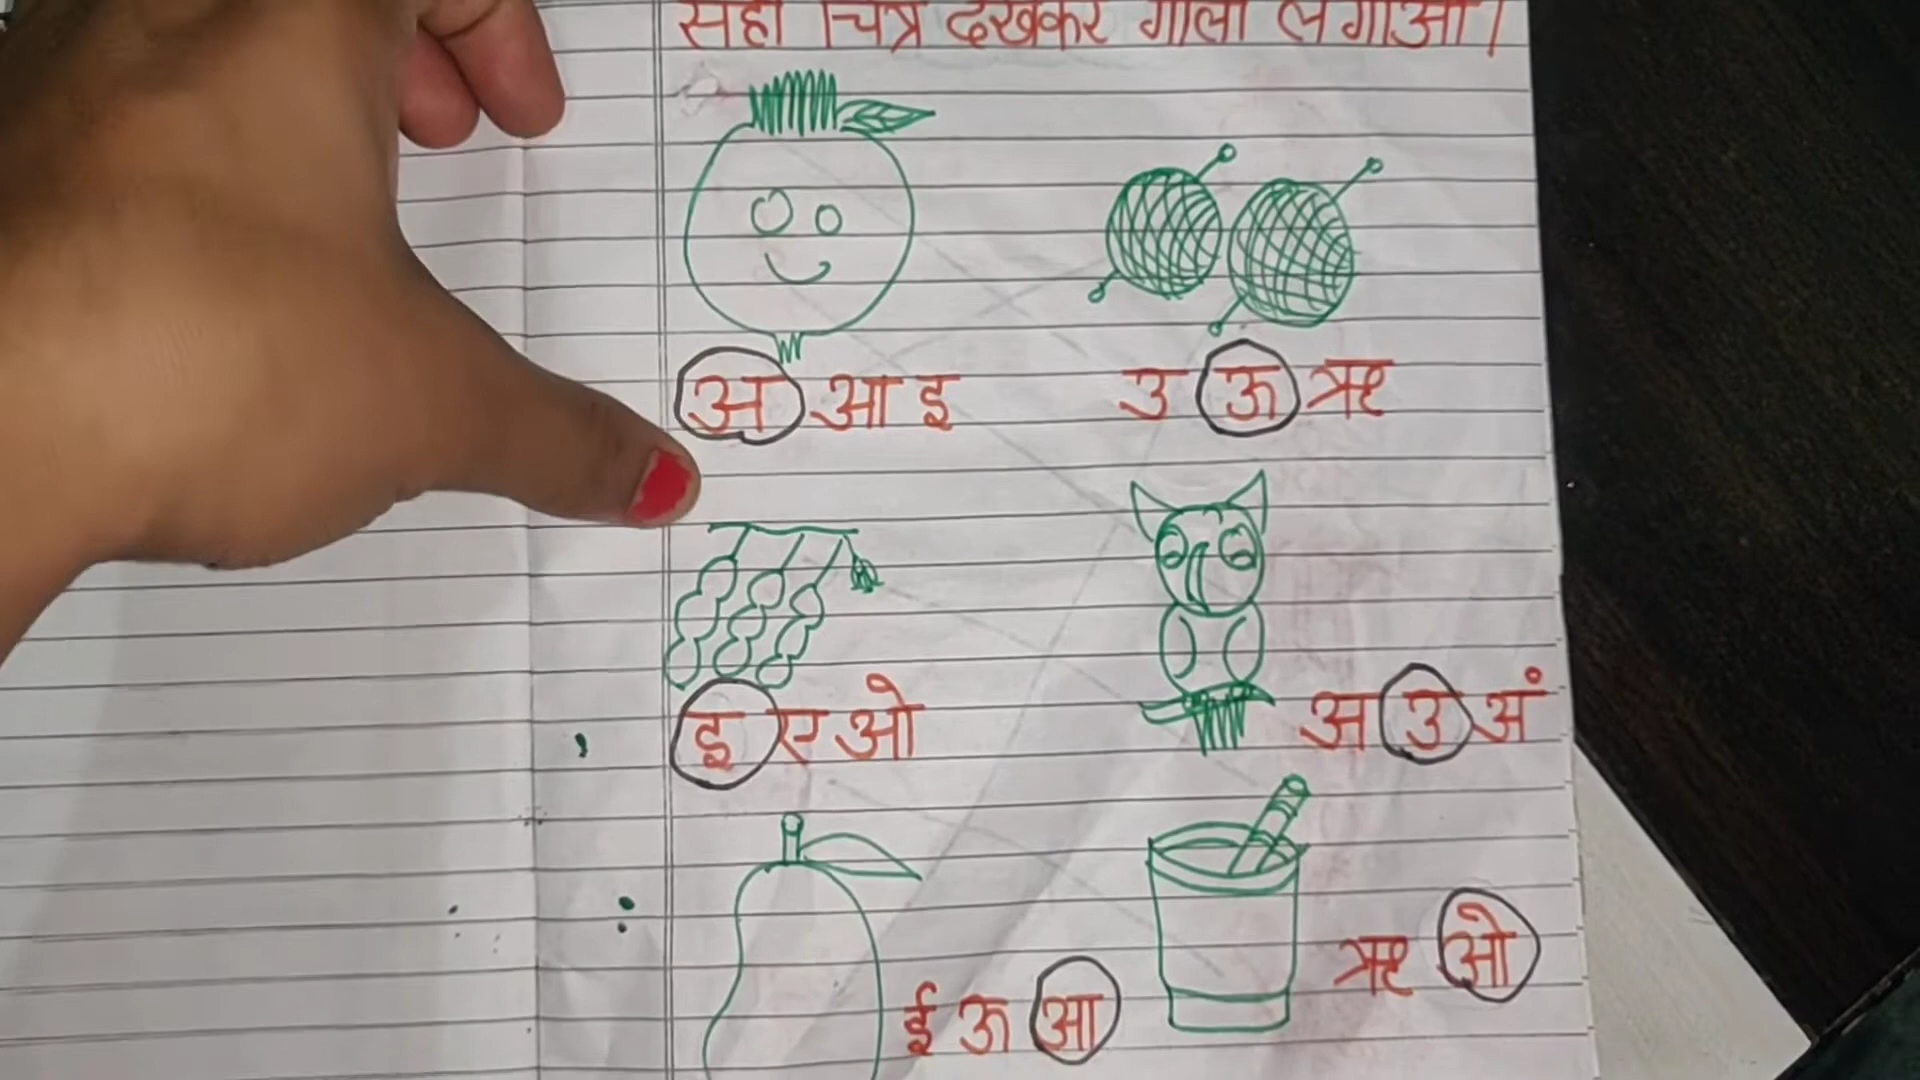 सही चित्र देखकर गोला लगाओ।
अ आ इ
उ ऊ ऋ
इ ए ओ
अ उ अं
ई ऊ आ
ऋ ओ